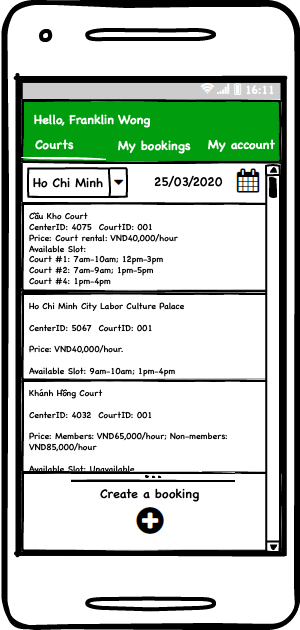 16:11
Hello, Franklin Wong
Courts My bookings My account
Ho Chi Minh 25/03/2020
Cầu Kho Court
CenterID: 4075 CourtID: 001
Price: Court rental: VND40,000/hour
Available Slot:
Court #1: 7am-10am; 12pm-3pm
Court #2: 7am-9am; 1pm-5pm
Court #4: 1pm-4pm
Ho Chi Minh City Labor Culture Palace
CenterID: 5067 CourtID: 001
Price: VND40,000/hour.
Available Slot: 9am-10am; 1pm-4pm
Khánh Hồng Court
CenterID: 4032 CourtID: 001
Price: Members: VND65,000/hour; Non-members:
VND85,000/hour
Available Slot: Unavailable
Create a booking